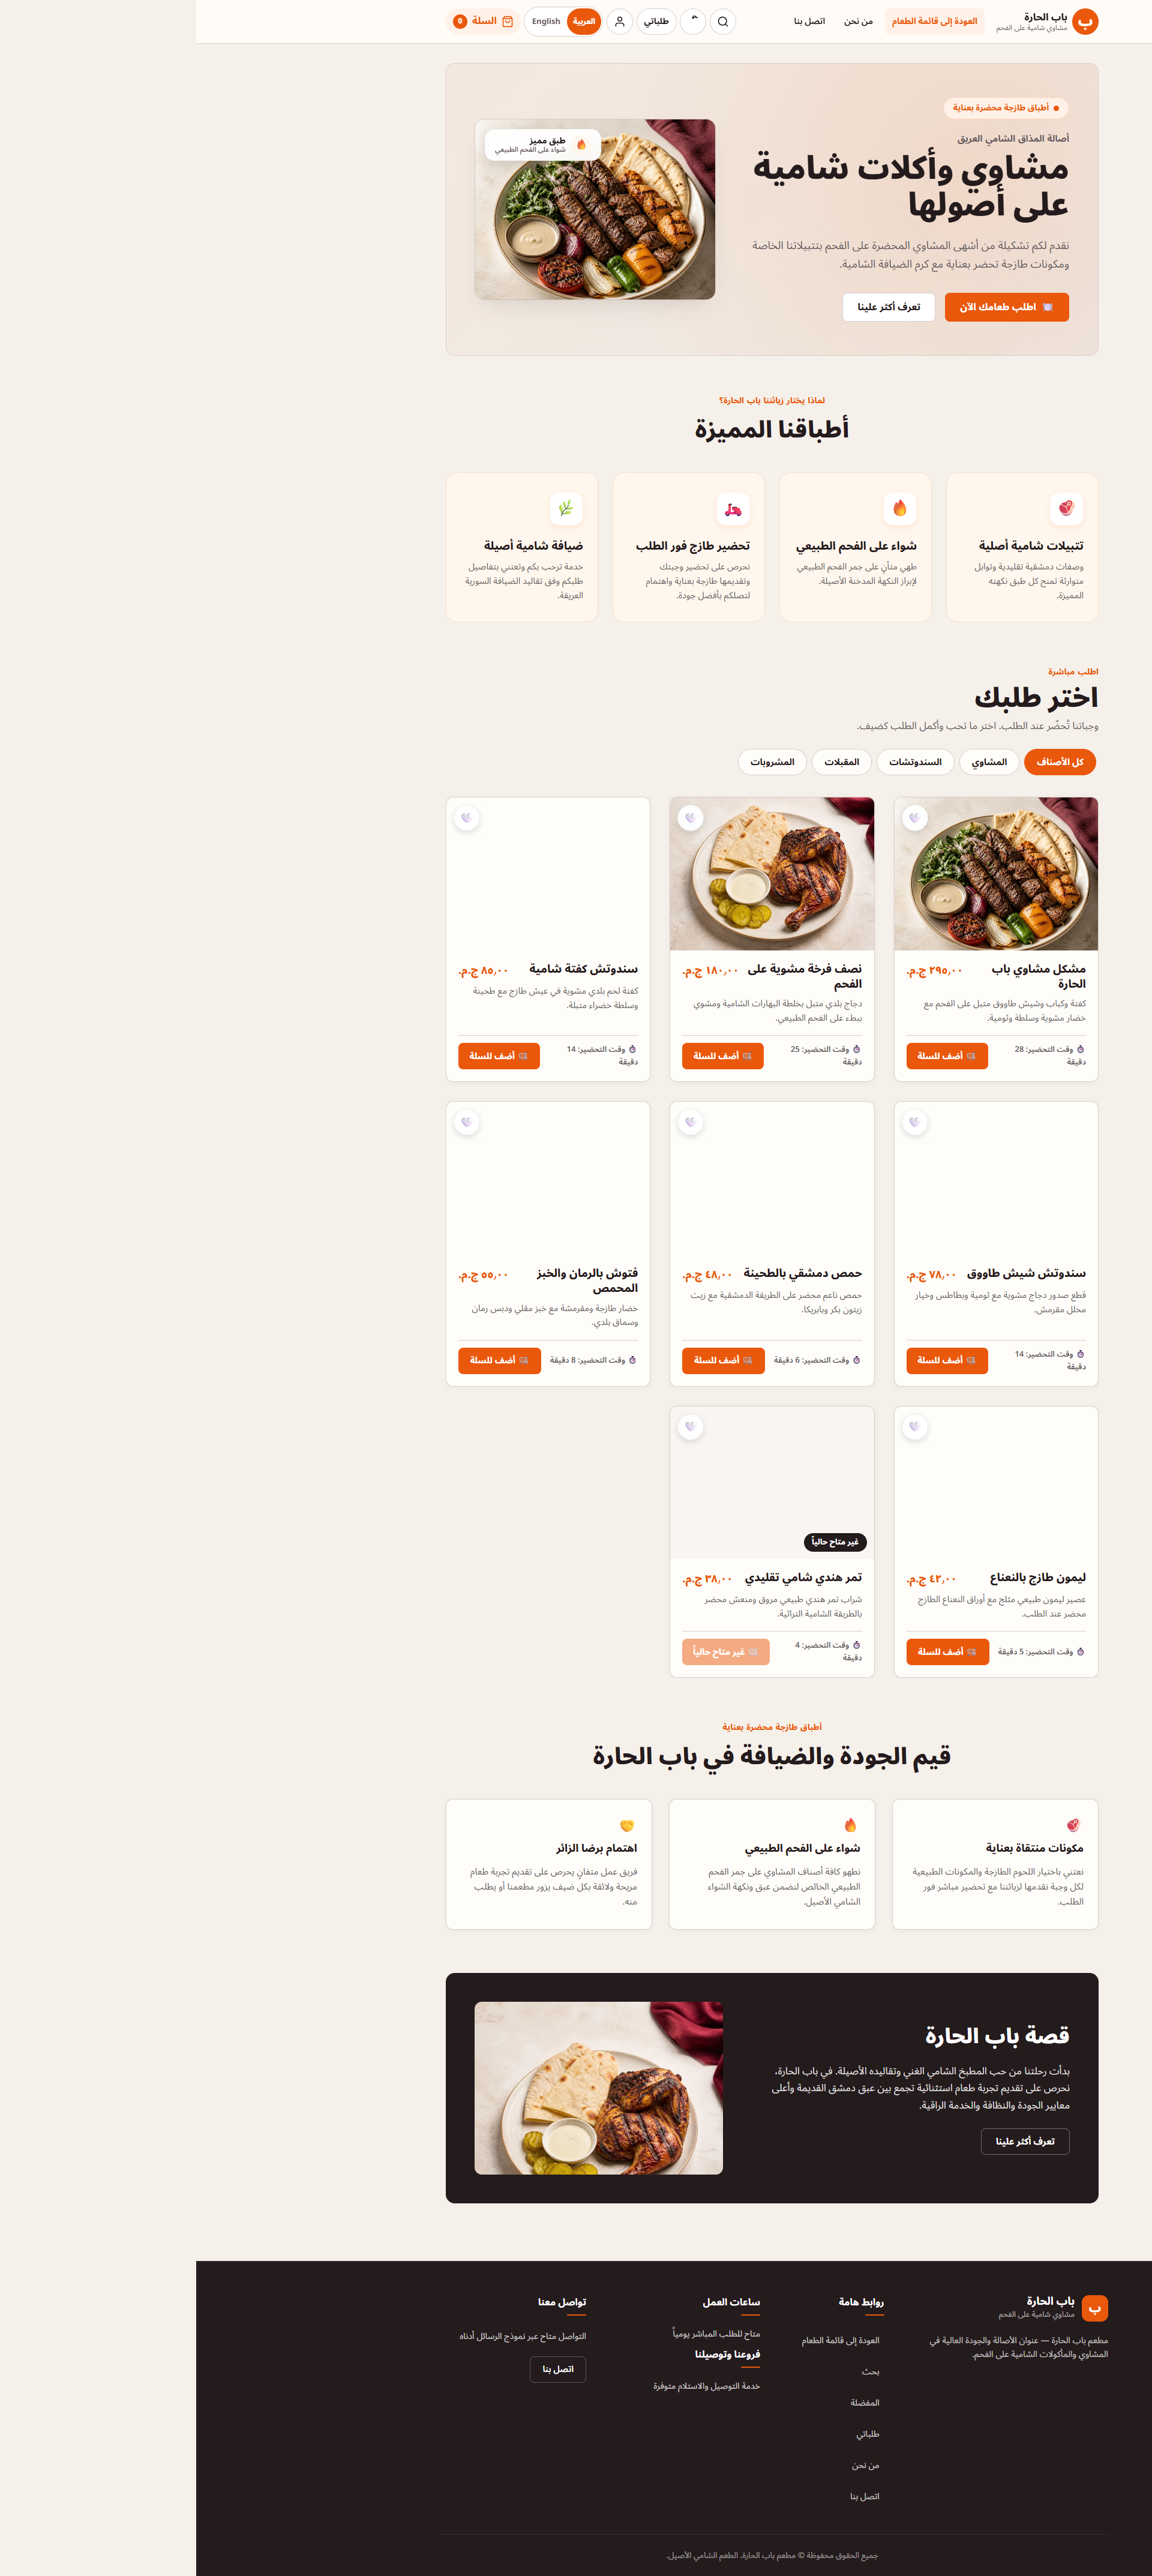 ب
باب الحارة
مشاوي شامية على الفحم
العودة إلى قائمة الطعام
من نحن
اتصل بنا
طلباتي
العربية
English
السلة
0
أطباق طازجة محضرة بعناية
أصالة المذاق الشامي العريق
مشاوي وأكلات شامية
على أصولها
نقدم لكم تشكيلة من أشهى المشاوي المحضرة على الفحم بتتبيلاتنا الخاصة
ومكونات طازجة تحضر بعناية مع كرم الضيافة الشامية.
اطلب طعامك الآن
تعرف أكثر علينا
طبق مميز
شواء على الفحم الطبيعي
لماذا يختار زبائننا باب الحارة؟
أطباقنا المميزة
تتبيلات شامية أصلية
وصفات دمشقية تقليدية وتوابل
متوارثة تمنح كل طبق نكهته
المميزة.
شواء على الفحم الطبيعي
طهي متأنٍ على جمر الفحم الطبيعي
لإبراز النكهة المدخنة الأصيلة.
تحضير طازج فور الطلب
نحرص على تحضير وجبتك
وتقديمها طازجة بعناية واهتمام
لتصلكم بأفضل جودة.
ضيافة شامية أصيلة
خدمة ترحب بكم وتعتني بتفاصيل
طلبكم وفق تقاليد الضيافة السورية
العريقة.
اطلب مباشرة
اختر طلبك
وجباتنا تُحضّر عند الطلب. اختر ما تحب وأكمل الطلب كضيف.
كل الأصناف
المشاوي
السندوتشات
المقبلات
المشروبات
مشكل مشاوي باب
الحارة
٢٩٥٫٠٠ ج.م.
كفتة وكباب وشيش طاووق متبل على الفحم مع
خضار مشوية وسلطة وثومية.
وقت التحضير: 28
دقيقة
أضف للسلة
نصف فرخة مشوية على
الفحم
١٨٠٫٠٠ ج.م.
دجاج بلدي متبل بخلطة البهارات الشامية ومشوي
ببطء على الفحم الطبيعي.
وقت التحضير: 25
دقيقة
أضف للسلة
سندوتش كفتة شامية
٨٥٫٠٠ ج.م.
كفتة لحم بلدي مشوية في عيش طازج مع طحينة
وسلطة خضراء متبلة.
وقت التحضير: 14
دقيقة
أضف للسلة
سندوتش شيش طاووق
٧٨٫٠٠ ج.م.
قطع صدور دجاج مشوية مع ثومية وبطاطس وخيار
مخلل مقرمش.
وقت التحضير: 14
دقيقة
أضف للسلة
حمص دمشقي بالطحينة
٤٨٫٠٠ ج.م.
حمص ناعم محضر على الطريقة الدمشقية مع زيت
زيتون بكر وبابريكا.
وقت التحضير: 6 دقيقة
أضف للسلة
فتوش بالرمان والخبز
المحمص
٥٥٫٠٠ ج.م.
خضار طازجة ومقرمشة مع خبز مقلي ودبس رمان
وسماق بلدي.
وقت التحضير: 8 دقيقة
أضف للسلة
ليمون طازج بالنعناع
٤٢٫٠٠ ج.م.
عصير ليمون طبيعي مثلج مع أوراق النعناع الطازج
محضر عند الطلب.
وقت التحضير: 5 دقيقة
أضف للسلة
غير متاح حالياً
تمر هندي شامي تقليدي
٣٨٫٠٠ ج.م.
شراب تمر هندي طبيعي مروق ومنعش محضر
بالطريقة الشامية التراثية.
وقت التحضير: 4
دقيقة
غير متاح حالياً
أطباق طازجة محضرة بعناية
قيم الجودة والضيافة في باب الحارة
مكونات منتقاة بعناية
نعتني باختيار اللحوم الطازجة والمكونات الطبيعية
لكل وجبة نقدمها لزبائننا مع تحضير مباشر فور
الطلب.
شواء على الفحم الطبيعي
نطهو كافة أصناف المشاوي على جمر الفحم
الطبيعي الخالص لنضمن عبق ونكهة الشواء
الشامي الأصيل.
اهتمام برضا الزائر
فريق عمل متفانٍ يحرص على تقديم تجربة طعام
مريحة ولائقة بكل ضيف يزور مطعمنا أو يطلب
منه.
قصة باب الحارة
بدأت رحلتنا من حب المطبخ الشامي الغني وتقاليده الأصيلة. في باب الحارة،
نحرص على تقديم تجربة طعام استثنائية تجمع بين عبق دمشق القديمة وأعلى
معايير الجودة والنظافة والخدمة الراقية.
تعرف أكثر علينا
ب
باب الحارة
مشاوي شامية على الفحم
مطعم باب الحارة — عنوان الأصالة والجودة العالية في
المشاوي والمأكولات الشامية على الفحم.
روابط هامة
العودة إلى قائمة الطعام
بحث
المفضلة
طلباتي
من نحن
اتصل بنا
ساعات العمل
متاح للطلب المباشر يومياً
فروعنا وتوصيلنا
خدمة التوصيل والاستلام متوفرة
تواصل معنا
التواصل متاح عبر نموذج الرسائل أدناه
اتصل بنا
جميع الحقوق محفوظة © مطعم باب الحارة. الطعم الشامي الأصيل.